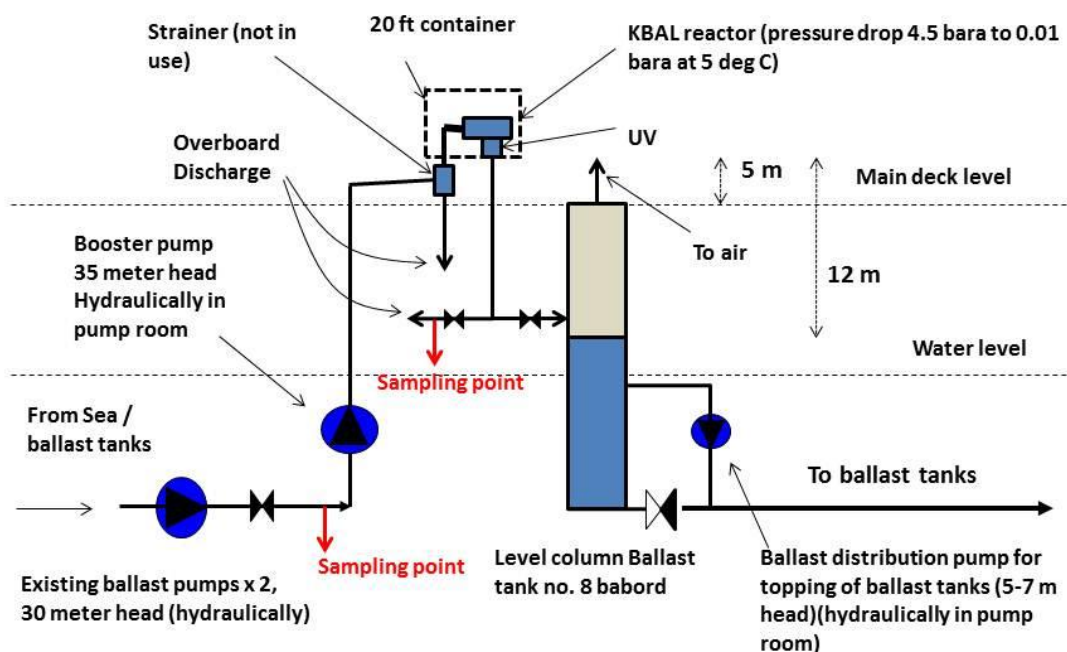 Strainer (not in
use)
20 ft container
KBAL reactor (pressure drop 4.5 bara to 0.01
bara at 5 deg C)
UV
Overboard
Discharge
5 m
Main deck level
To air
Booster pump
35 meter head
Hydraulically in
pump room
12 m
Water level
Sampling point
From Sea /
ballast tanks
To ballast tanks
Sampling point
Existing ballast pumps x 2,
30 meter head (hydraulically)
Level column Ballast
tank no. 8 babord
Ballast distribution pump for
topping of ballast tanks (5-7 m
head)(hydraulically in pump
room)